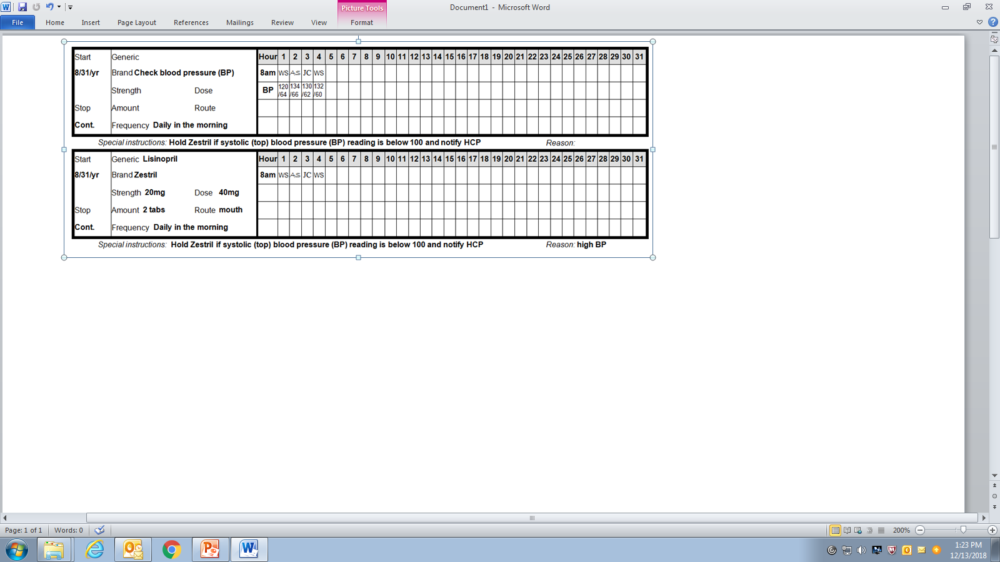 Document1 - Microsoft Word
Picture Tools
File Home Insert Page Layout References Mailings Review View Format
Start Generic Hour 1 2 3 4 5 6 7 8 9 10 11 12 13 14 15 16 17 18 19 20 21 22 23 24 25 26 27 28 29 30 31
8/31/yr Brand Check blood pressure (BP) 8am WS AS JC WS
Strength Dose BP 120/64 134/66 130/62 132/60
Stop Amount Route
Cont. Frequency Daily in the morning
Special instructions: Hold Zestril if systolic (top) blood pressure (BP) reading is below 100 and notify HCP Reason:
Start Generic Lisinopril Hour 1 2 3 4 5 6 7 8 9 10 11 12 13 14 15 16 17 18 19 20 21 22 23 24 25 26 27 28 29 30 31
8/31/yr Brand Zestril 8am WS AS JC WS
Strength 20mg Dose 40mg
Stop Amount 2 tabs Route mouth
Cont. Frequency Daily in the morning
Special instructions: Hold Zestril if systolic (top) blood pressure (BP) reading is below 100 and notify HCP Reason: high BP
Page: 1 of 1 Words: 0 200%
1:23 PM
12/13/2018